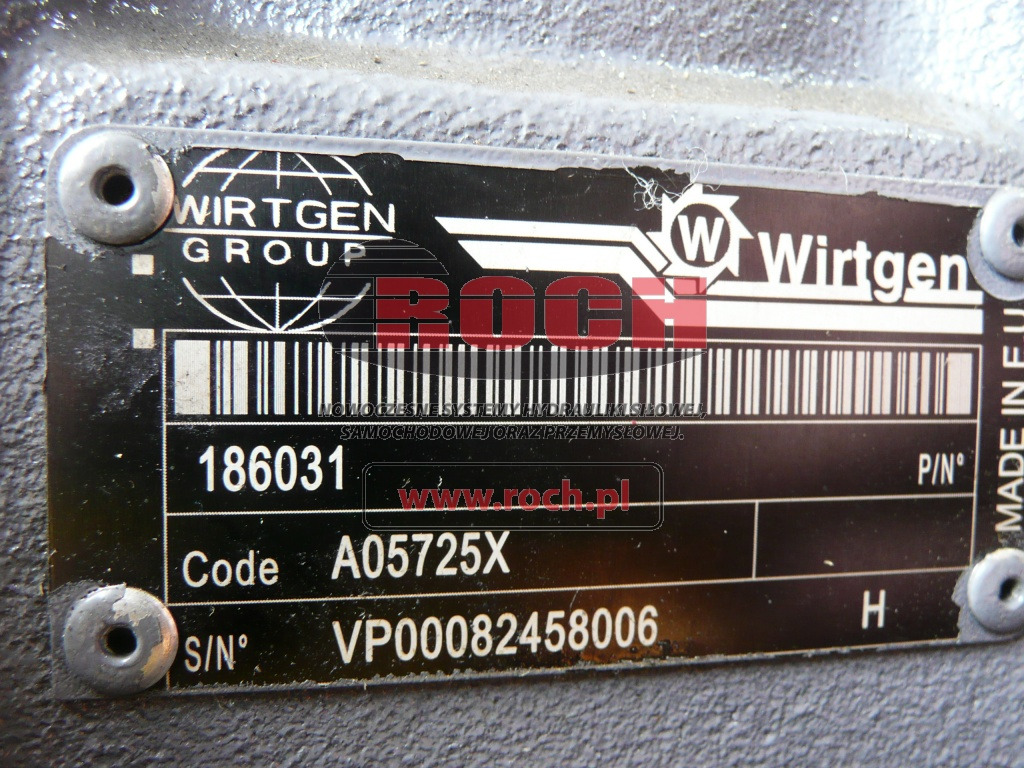 WIRTGEN
GROUP
W
Wirtgen
ROCH
NOWOCZESNE SYSTEMY HYDRAULIKI SIŁOWEJ,
SAMOCHODOWEJ ORAZ PRZEMYSŁOWEJ.
186031 P/N°
www.roch.pl
Code A05725X
S/N° VP00082458006 H
MADE IN E.U.